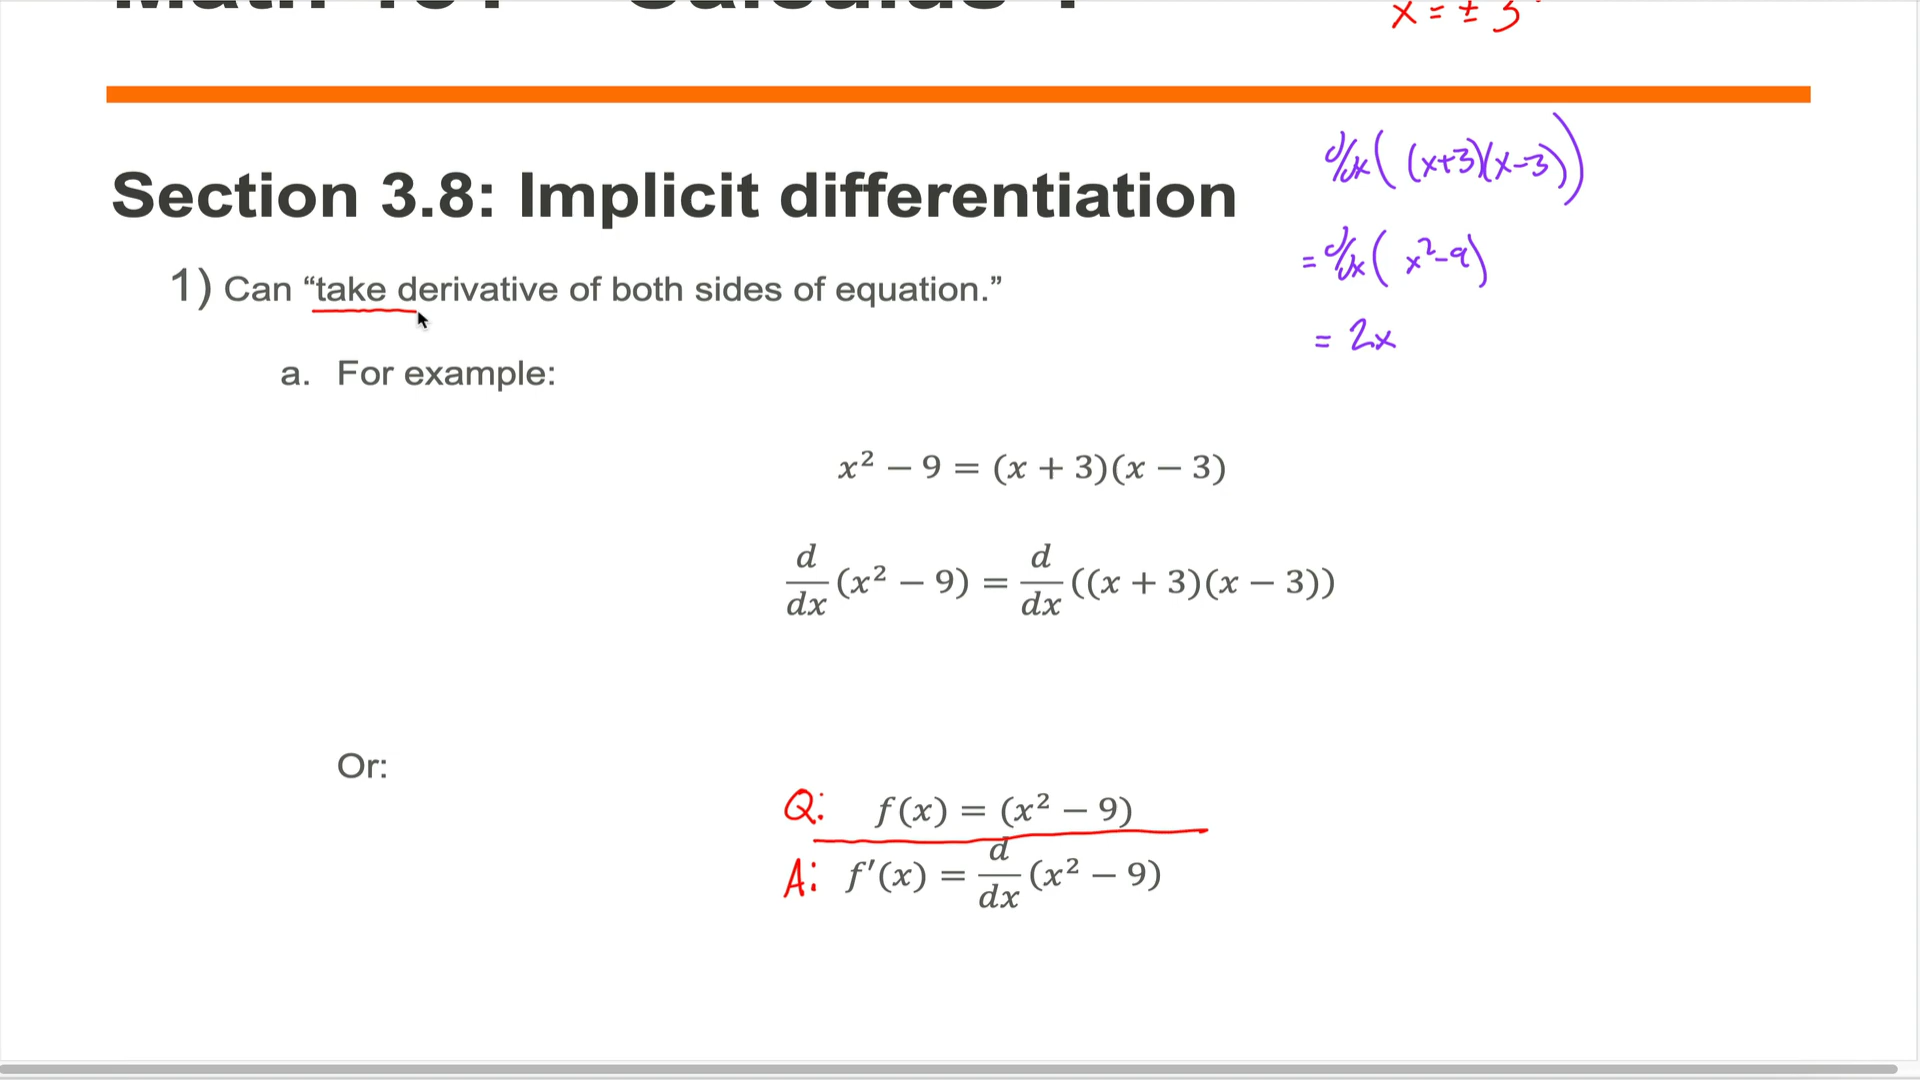 x = ± 3
Section 3.8: Implicit differentiation
d/dx( (x+3)(x-3))
= d/dx( x²-9)
= 2x
1) Can “take derivative of both sides of equation.”
a. For example:
x² − 9 = (x + 3)(x − 3)
d/dx (x² − 9) = d/dx ((x + 3)(x − 3))
Or:
Q: f(x) = (x² − 9)
A: f′(x) = d/dx (x² − 9)